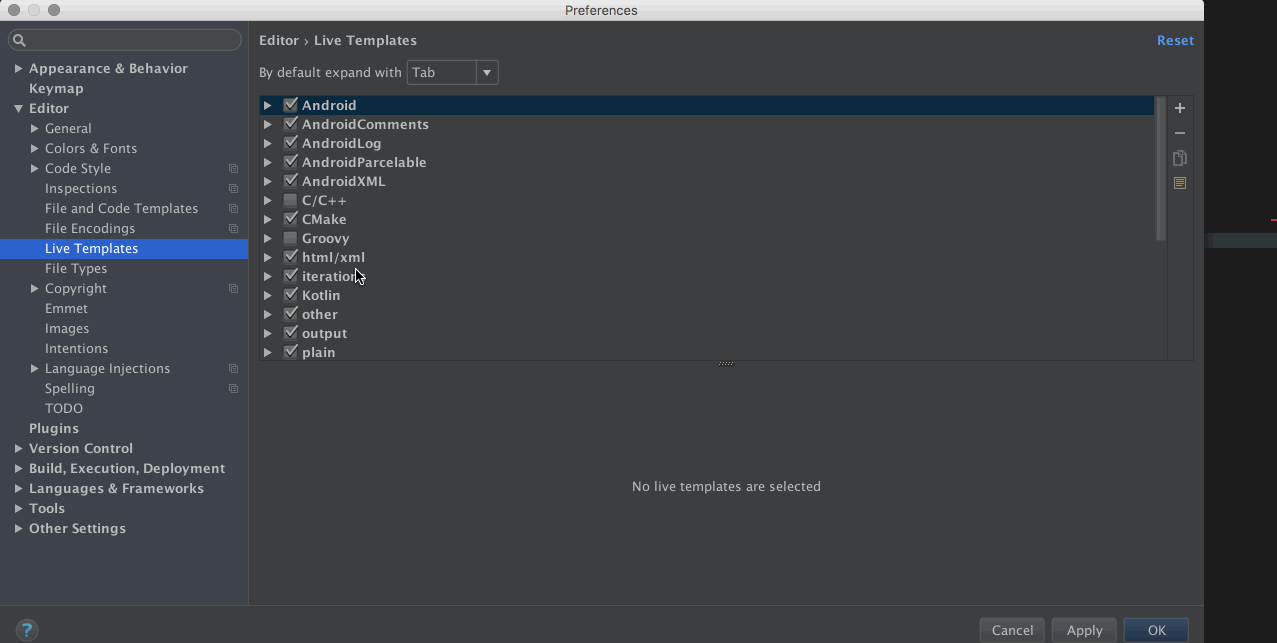 Preferences
Appearance & Behavior
Keymap
Editor
General
Colors & Fonts
Code Style
Inspections
File and Code Templates
File Encodings
Live Templates
File Types
Copyright
Emmet
Images
Intentions
Language Injections
Spelling
TODO
Plugins
Version Control
Build, Execution, Deployment
Languages & Frameworks
Tools
Other Settings
?
Editor › Live Templates
Reset
By default expand with Tab
Android
AndroidComments
AndroidLog
AndroidParcelable
AndroidXML
C/C++
CMake
Groovy
html/xml
iterations
Kotlin
other
output
plain
No live templates are selected
Cancel Apply OK